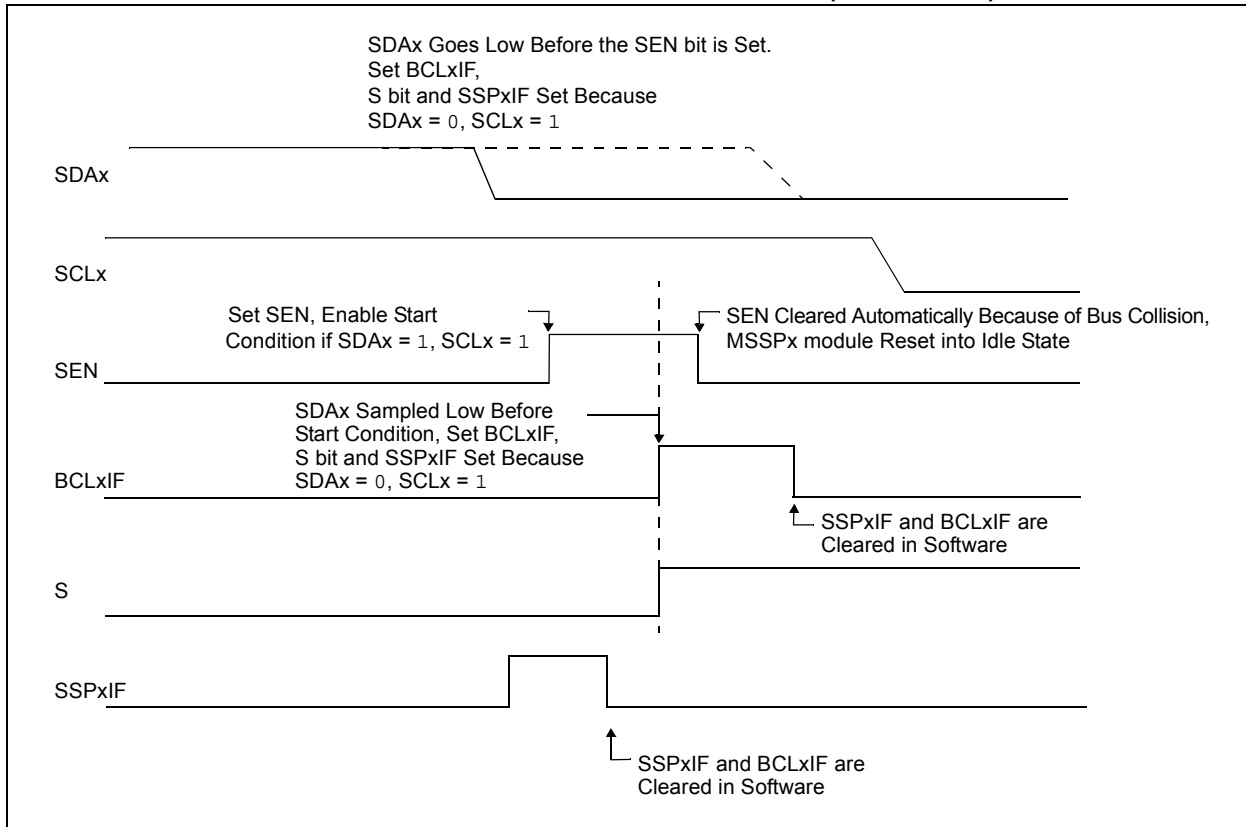 SDAx Goes Low Before the SEN bit is Set.
Set BCLxIF,
S bit and SSPxIF Set Because
SDAx = 0, SCLx = 1
SDAx
SCLx
Set SEN, Enable Start
Condition if SDAx = 1, SCLx = 1
SEN Cleared Automatically Because of Bus Collision,
MSSPx module Reset into Idle State
SEN
SDAx Sampled Low Before
Start Condition, Set BCLxIF,
S bit and SSPxIF Set Because
SDAx = 0, SCLx = 1
BCLxIF
SSPxIF and BCLxIF are
Cleared in Software
S
SSPxIF
SSPxIF and BCLxIF are
Cleared in Software